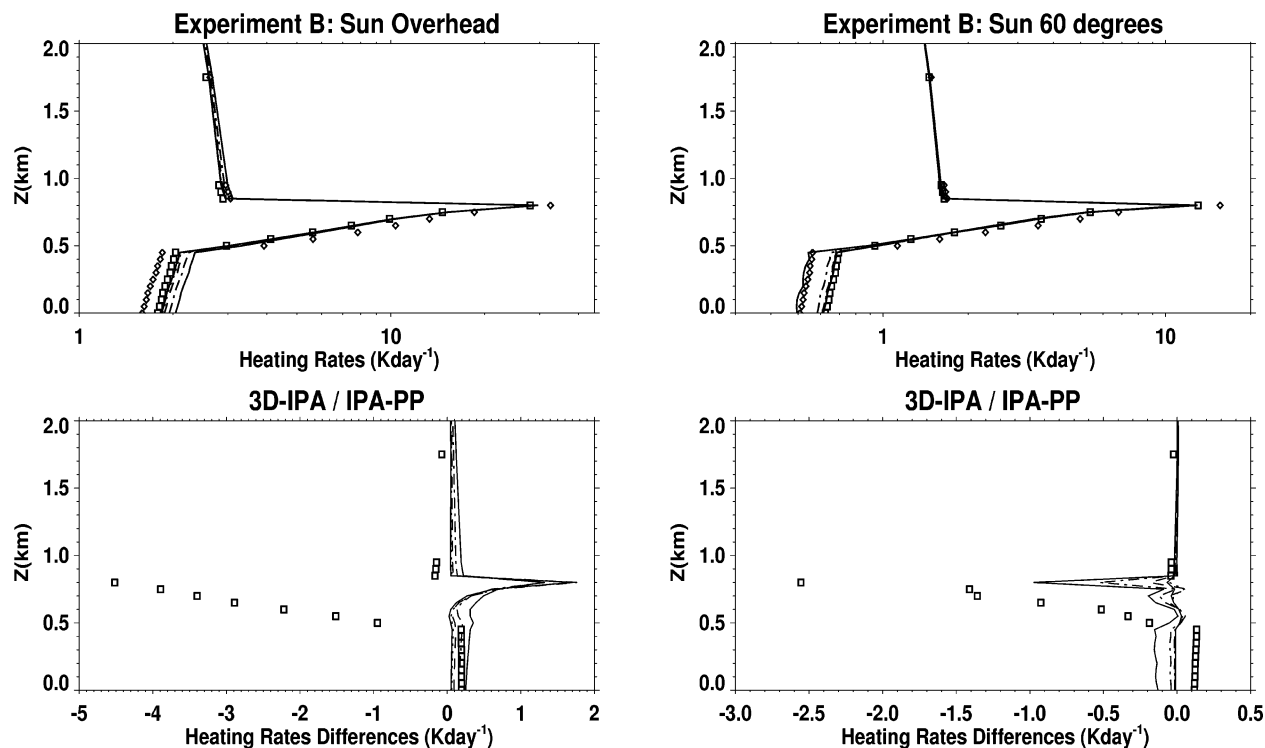 Experiment B: Sun Overhead
2.0
1.5
1.0
0.5
0.0
Z(km)
1
10
Heating Rates (Kday-1)
Experiment B: Sun 60 degrees
2.0
1.5
1.0
0.5
0.0
Z(km)
1
10
Heating Rates (Kday-1)
3D-IPA / IPA-PP
2.0
1.5
1.0
0.5
0.0
Z(km)
-5 -4 -3 -2 -1 0 1 2
Heating Rates Differences (Kday-1)
3D-IPA / IPA-PP
2.0
1.5
1.0
0.5
0.0
Z(km)
-3.0 -2.5 -2.0 -1.5 -1.0 -0.5 0.0 0.5
Heating Rates Differences (Kday-1)